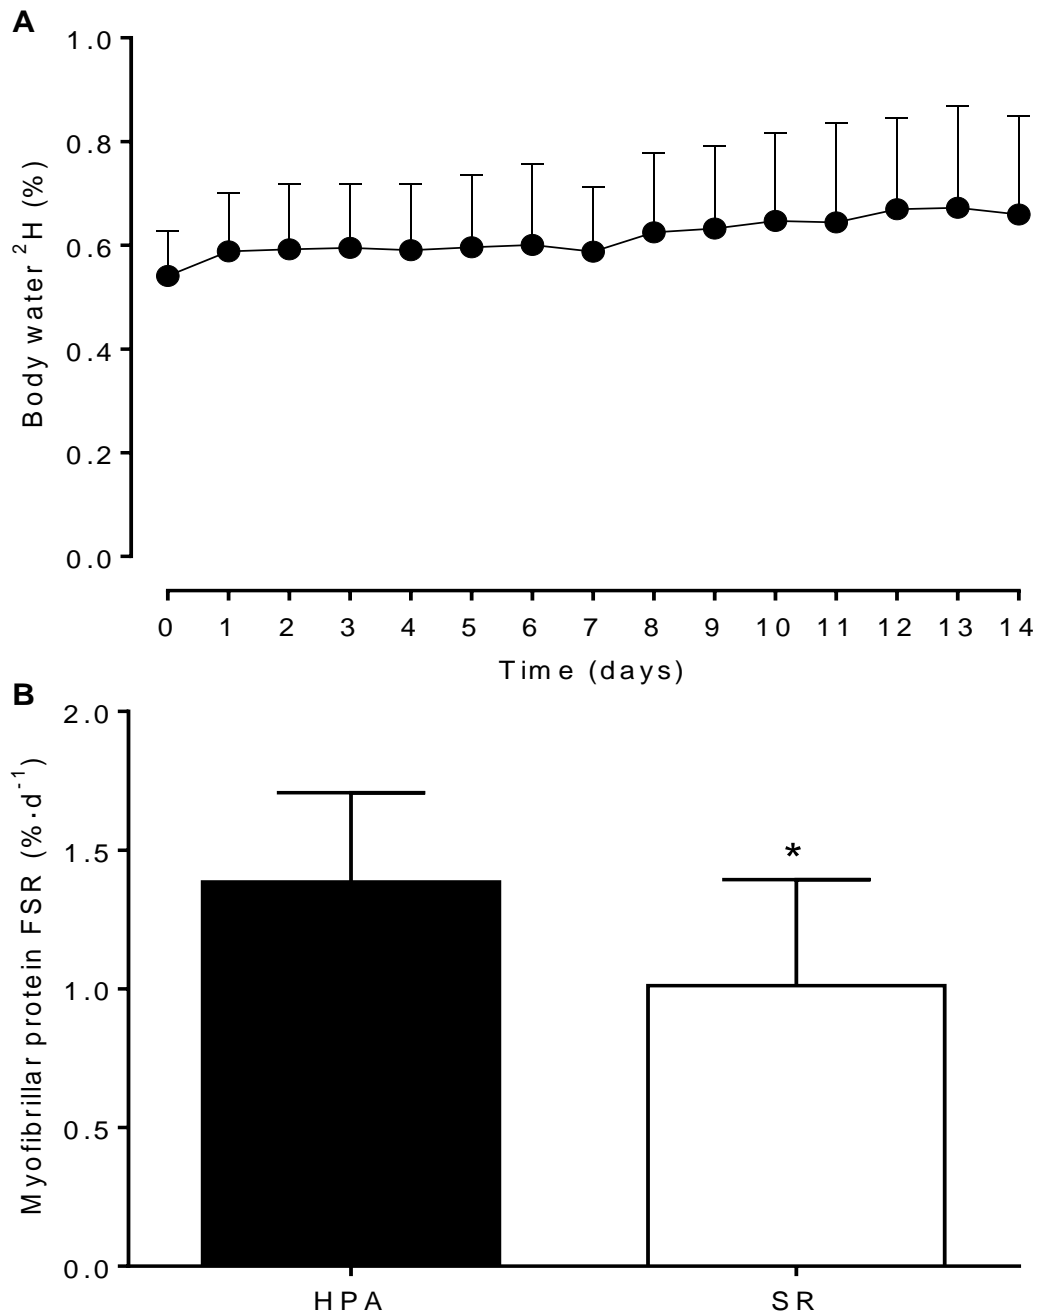 A
1.0
0.8
0.6
0.4
0.2
0.0
Body water ²H (%)
0 1 2 3 4 5 6 7 8 9 10 11 12 13 14
Time (days)
B
2.0
1.5
1.0
0.5
0.0
Myofibrillar protein FSR (%·d⁻¹)
*
HPA SR